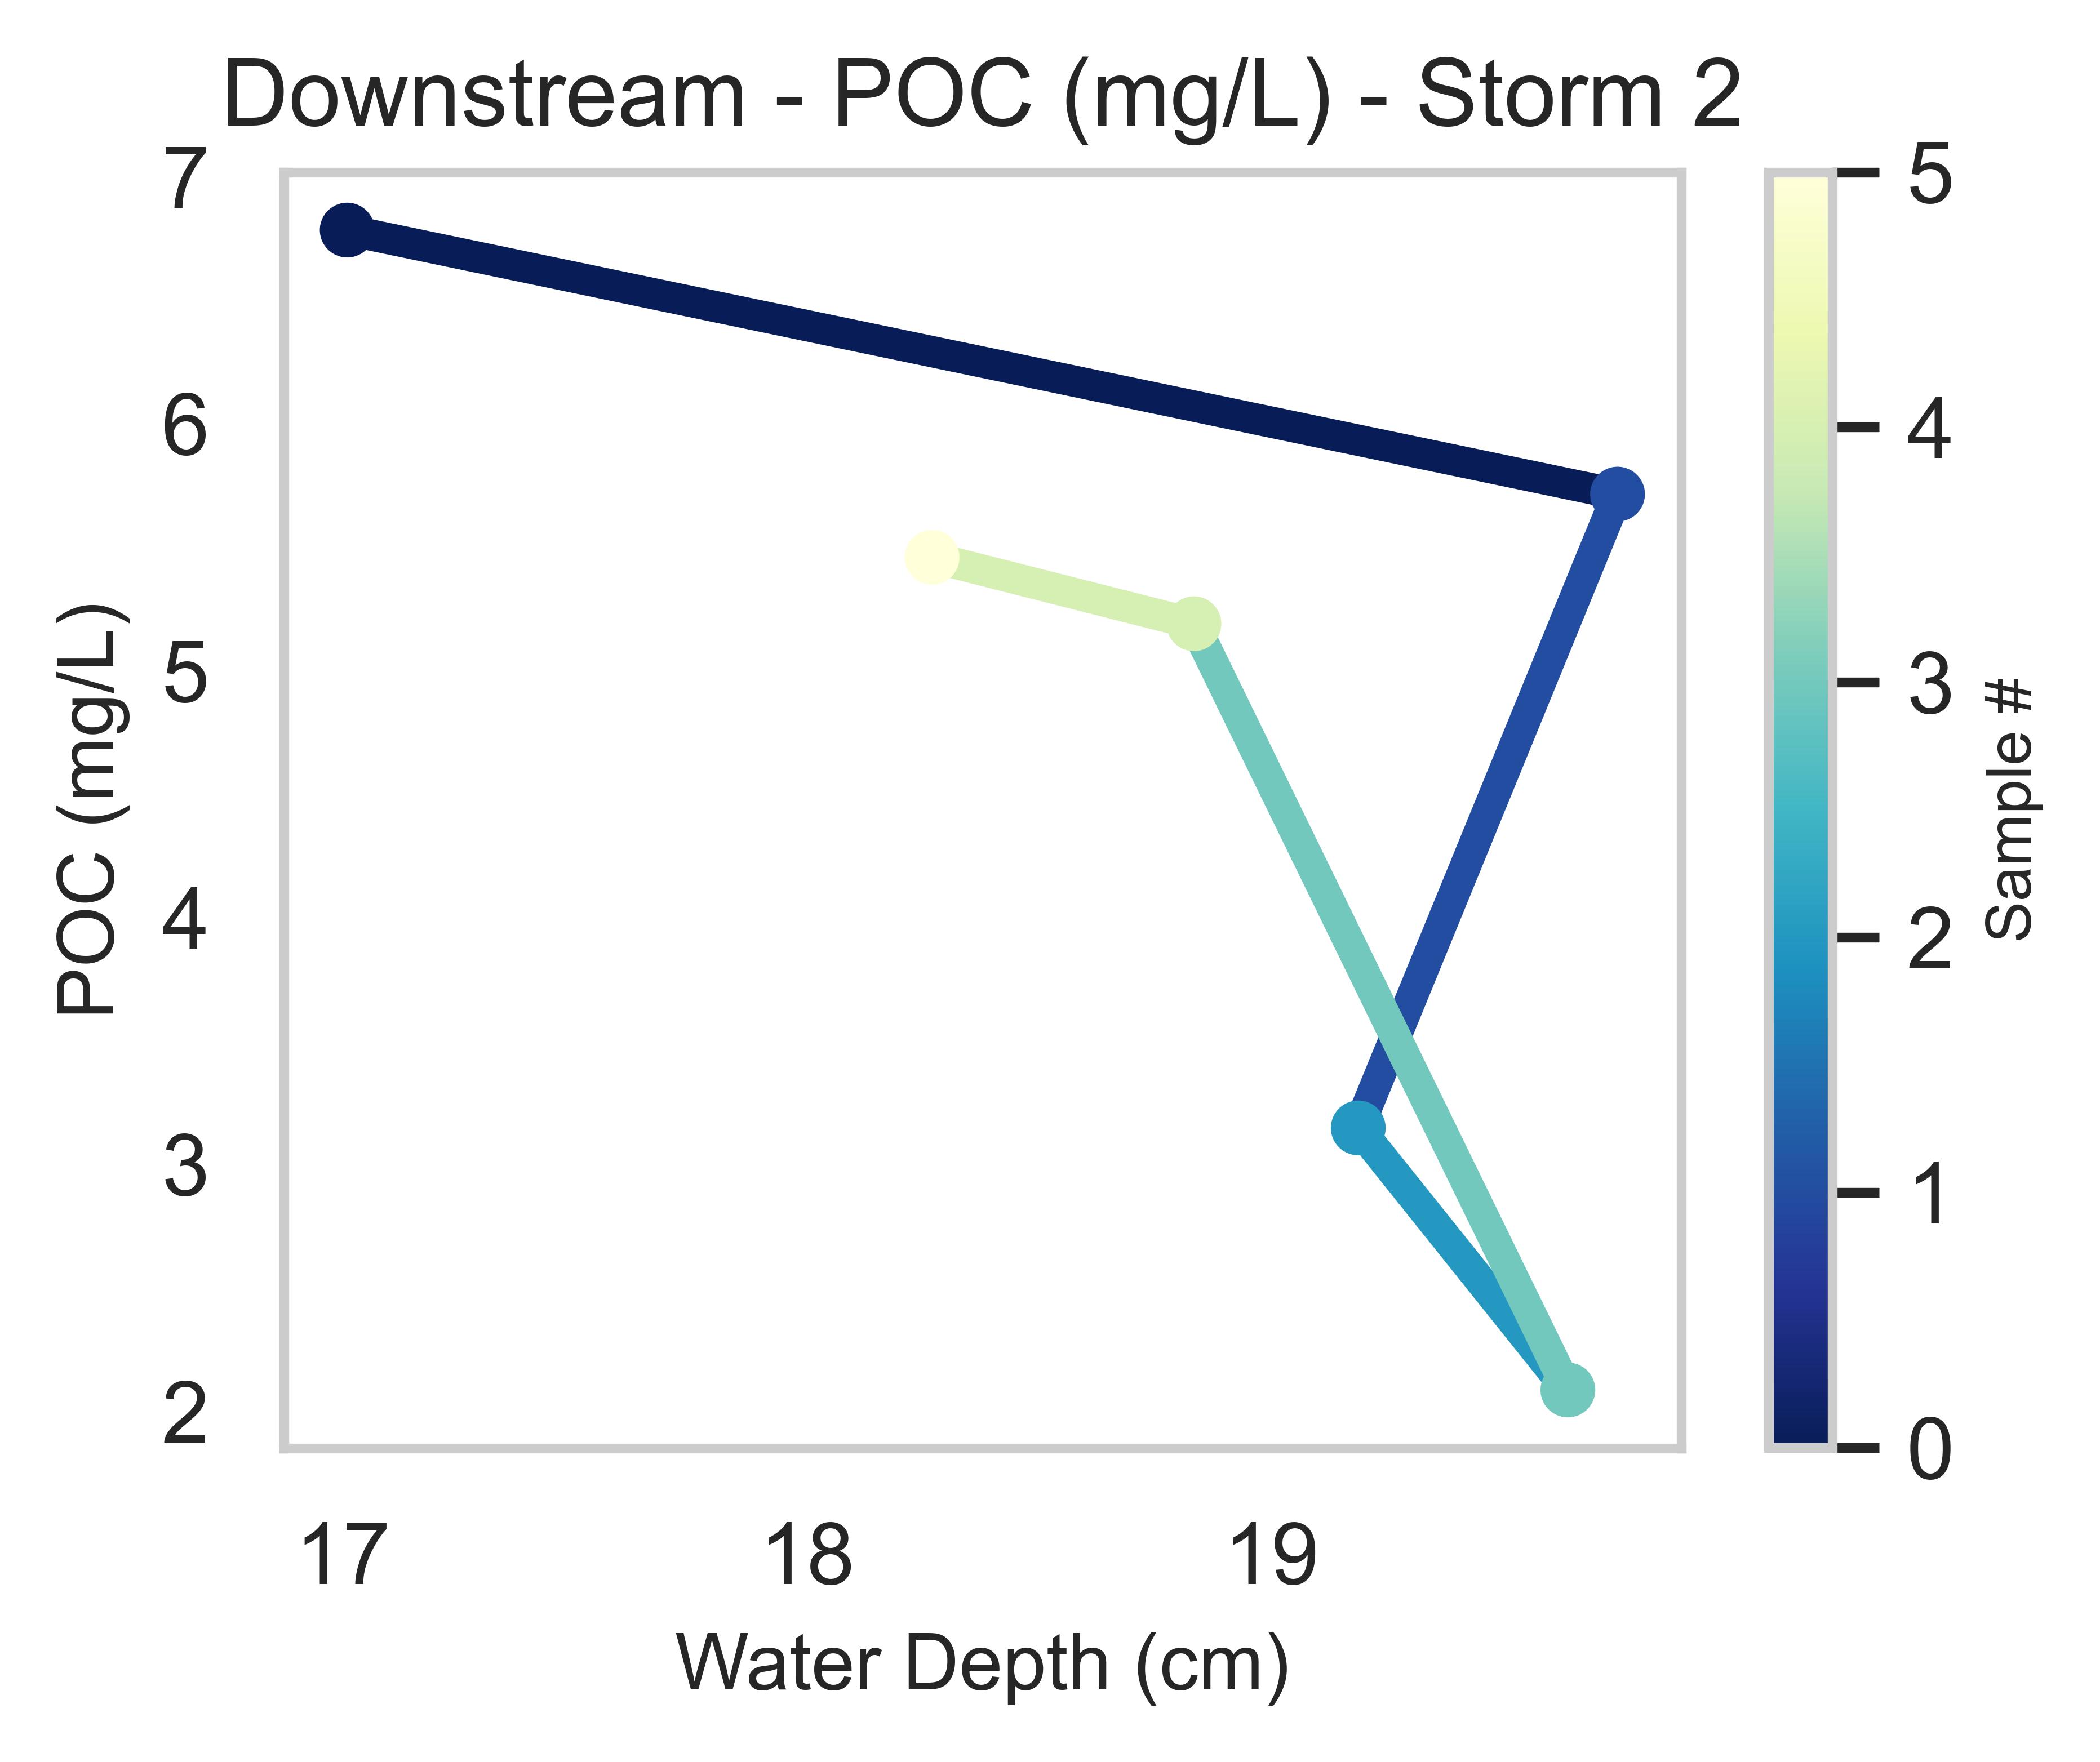 Downstream - POC (mg/L) - Storm 2
7
6
5
4
3
2
POC (mg/L)
17 18 19
Water Depth (cm)
5
4
3
2
1
0
Sample #